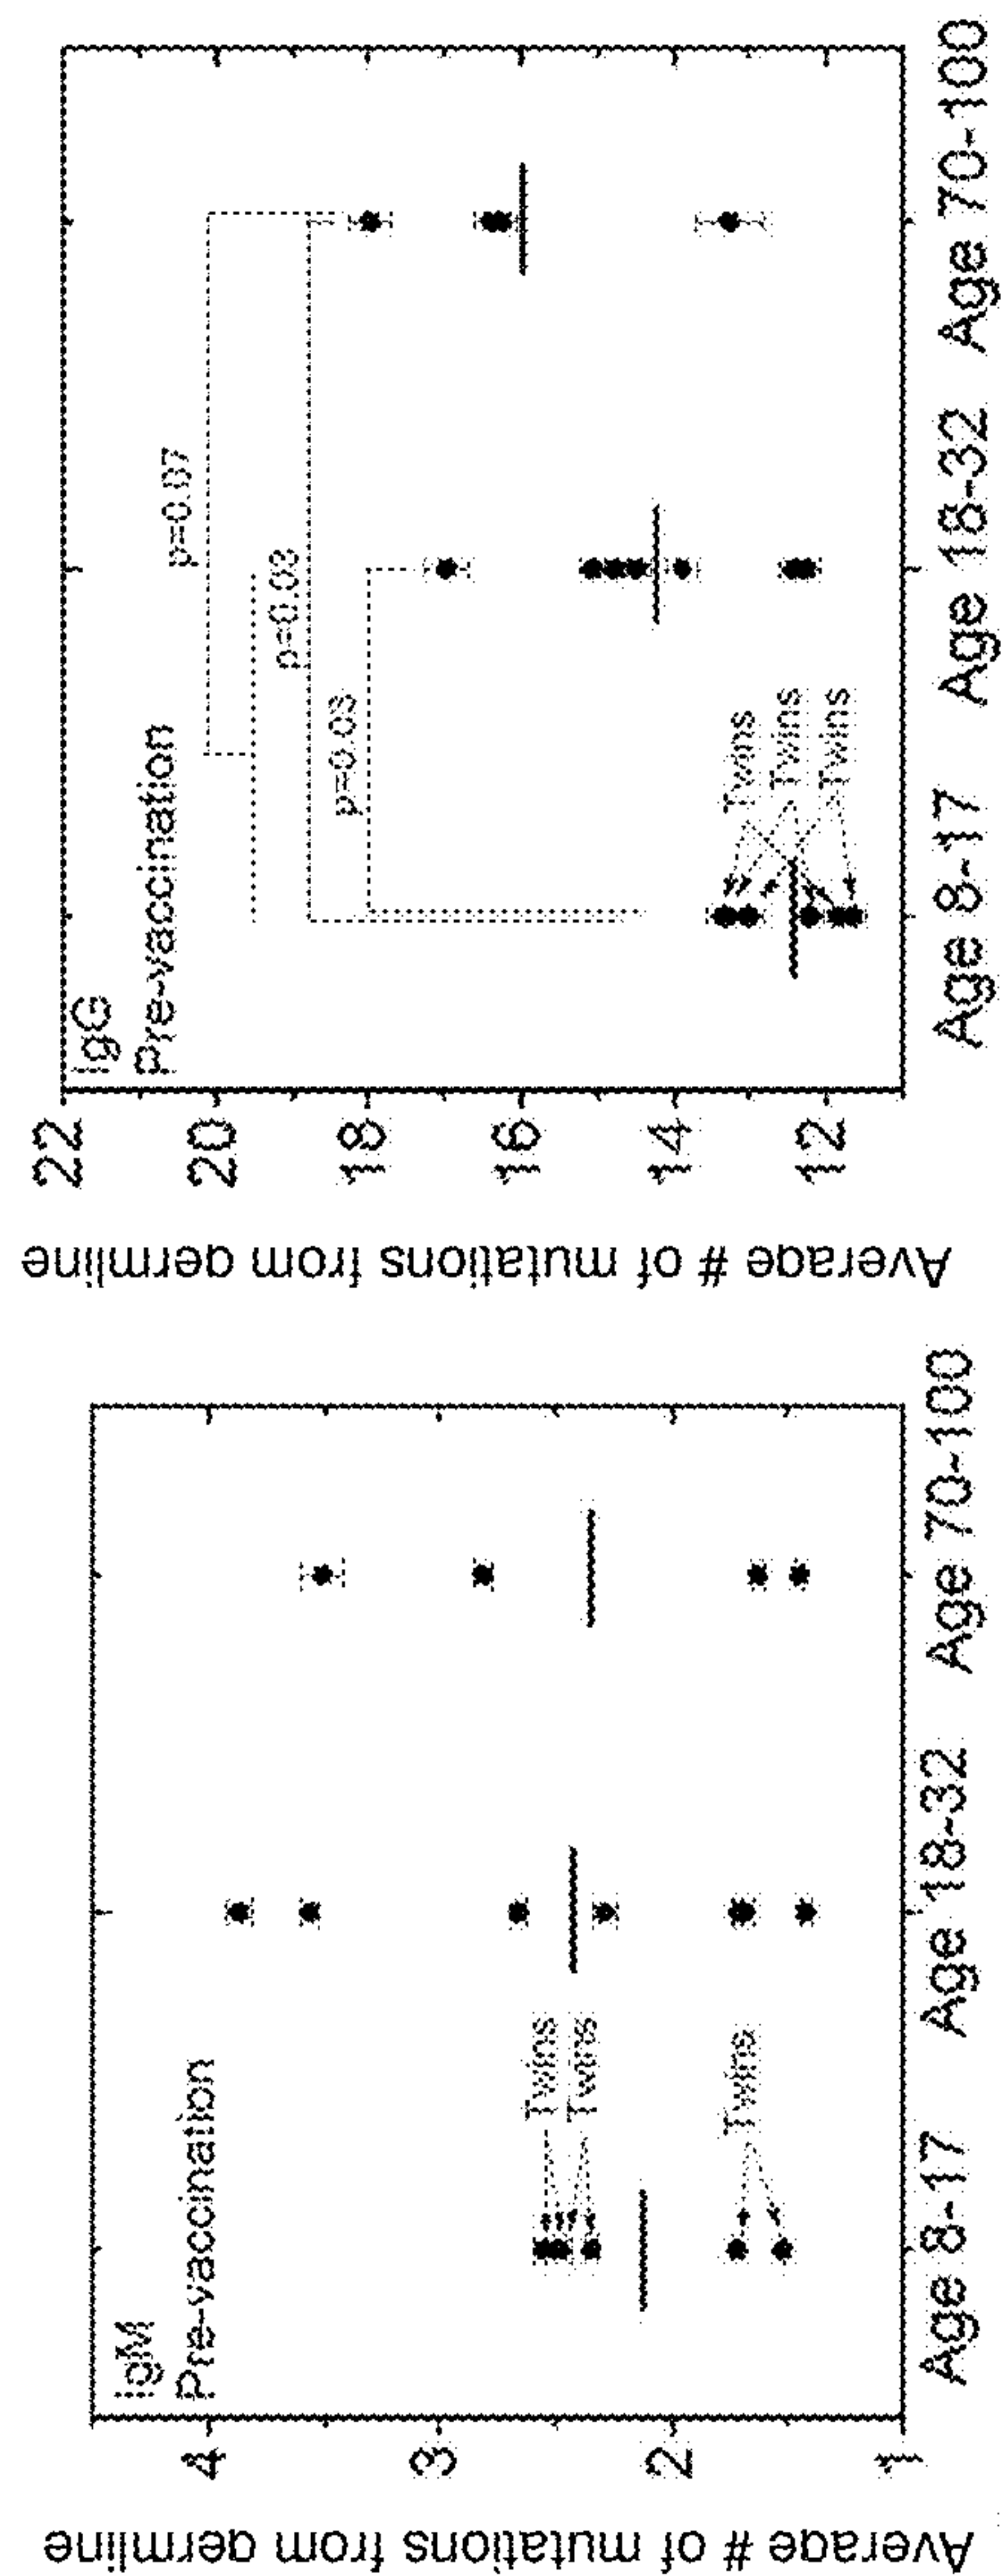 IgM
Pre-vaccination
Twins
Twins
Twins
4
3
2
1
Average # of mutations from germline
Age 8-17 Age 18-32 Age 70-100
IgG
Pre-vaccination
p=0.07
p=0.03
p=0.03
Twins
Twins
Twins
22
20
18
16
14
12
Average # of mutations from germline
Age 8-17 Age 18-32 Age 70-100